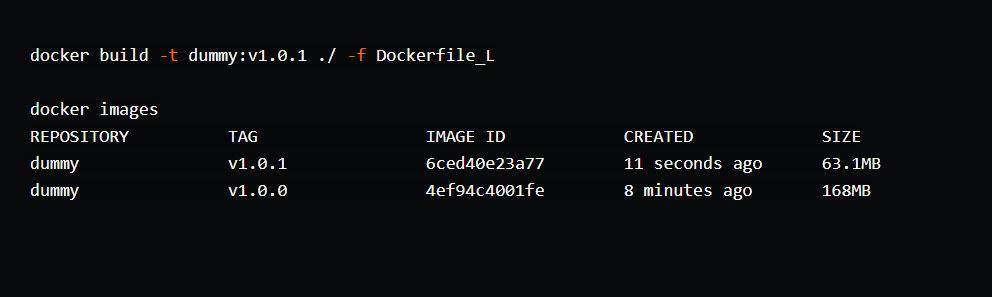 docker build -t dummy:v1.0.1 ./ -f Dockerfile_L
docker images
REPOSITORY TAG IMAGE ID CREATED SIZE
dummy v1.0.1 6ced40e23a77 11 seconds ago 63.1MB
dummy v1.0.0 4ef94c4001fe 8 minutes ago 168MB